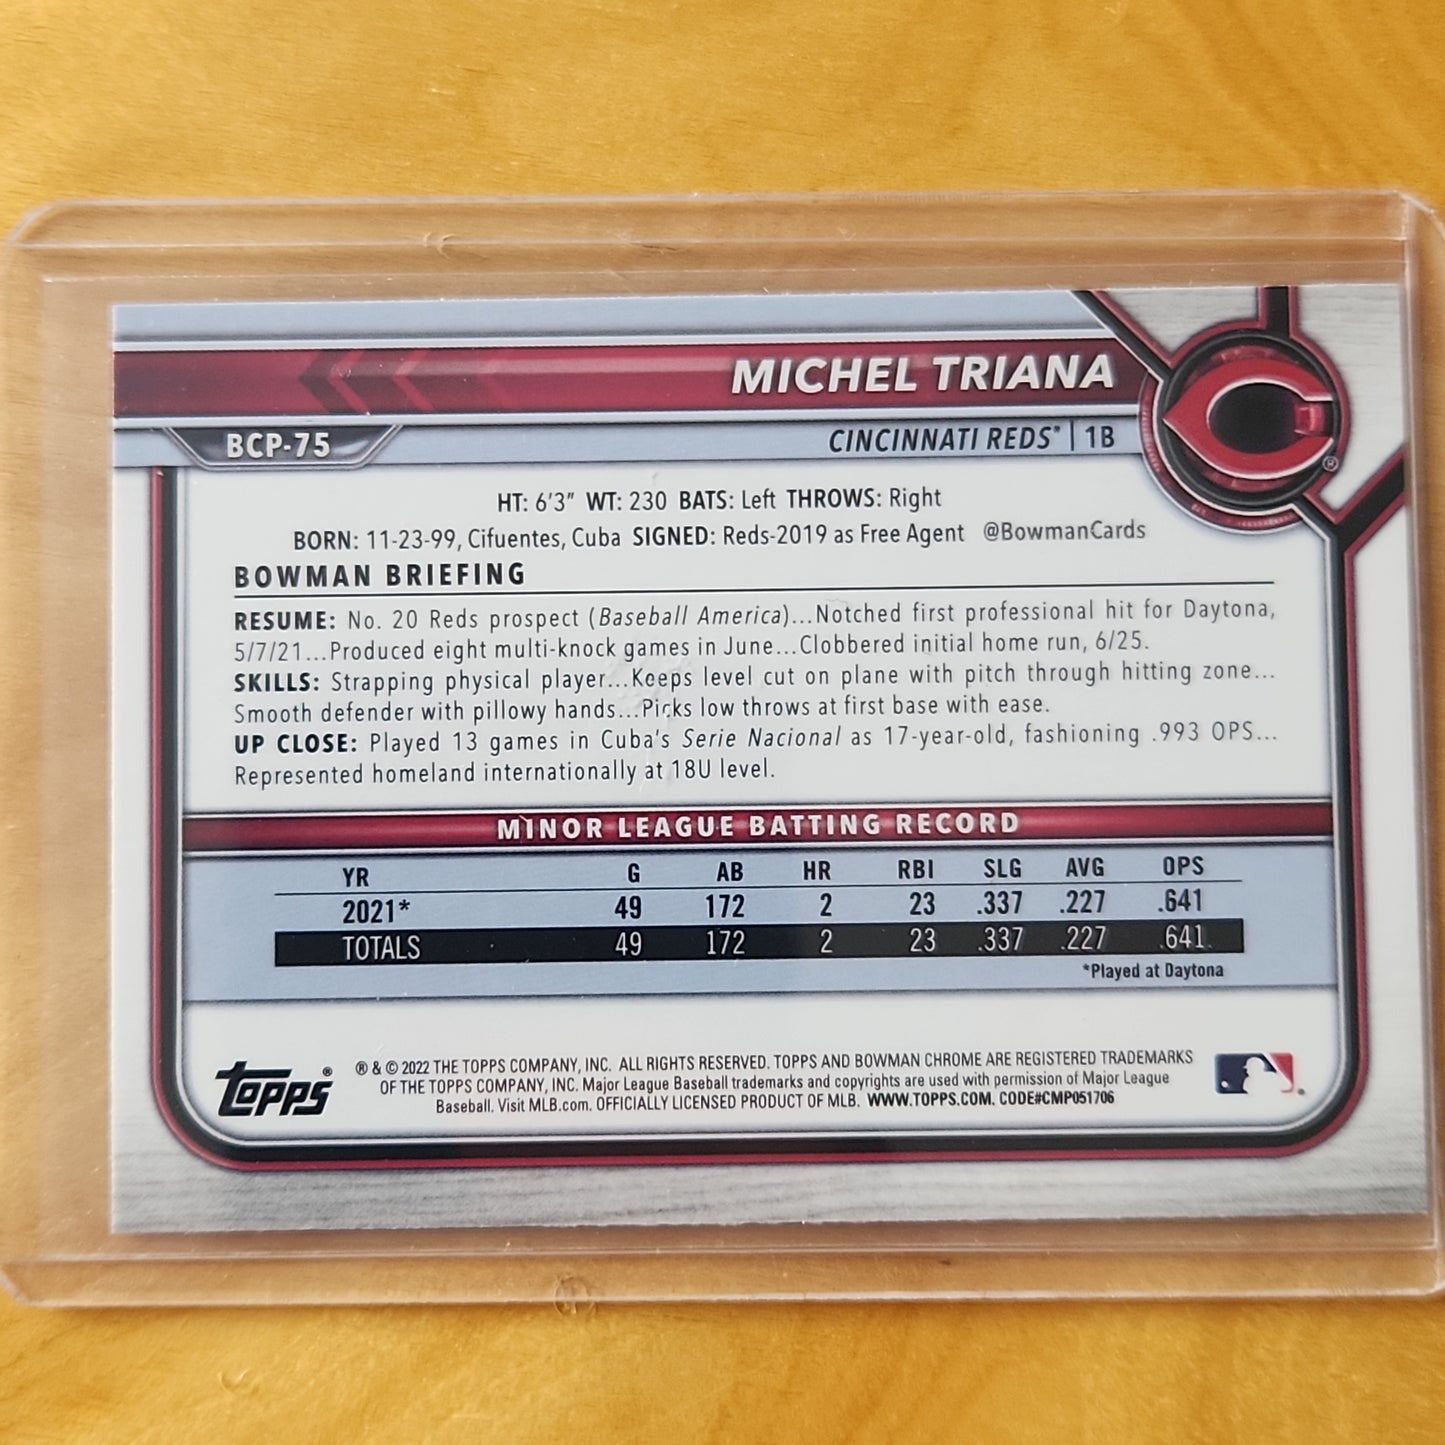 MICHEL TRIANA
BCP-75
CINCINNATI REDS® | 1B
C®
HT: 6'3" WT: 230 BATS: Left THROWS: Right
BORN: 11-23-99, Cifuentes, Cuba SIGNED: Reds-2019 as Free Agent @BowmanCards
BOWMAN BRIEFING
RESUME: No. 20 Reds prospect (Baseball America)...Notched first professional hit for Daytona,
5/7/21...Produced eight multi-knock games in June...Clobbered initial home run, 6/25.
SKILLS: Strapping physical player...Keeps level cut on plane with pitch through hitting zone...
Smooth defender with pillowy hands...Picks low throws at first base with ease.
UP CLOSE: Played 13 games in Cuba's Serie Nacional as 17-year-old, fashioning .993 OPS...
Represented homeland internationally at 18U level.
MINOR LEAGUE BATTING RECORD
YR G AB HR RBI SLG AVG OPS
2021* 49 172 2 23 .337 .227 .641
TOTALS 49 172 2 23 .337 .227 .641
*Played at Daytona
TOPPS®
® & © 2022 THE TOPPS COMPANY, INC. ALL RIGHTS RESERVED. TOPPS AND BOWMAN CHROME ARE REGISTERED TRADEMARKS
OF THE TOPPS COMPANY, INC. Major League Baseball trademarks and copyrights are used with permission of Major League
Baseball. Visit MLB.com. OFFICIALLY LICENSED PRODUCT OF MLB. WWW.TOPPS.COM. CODE#CMP051706